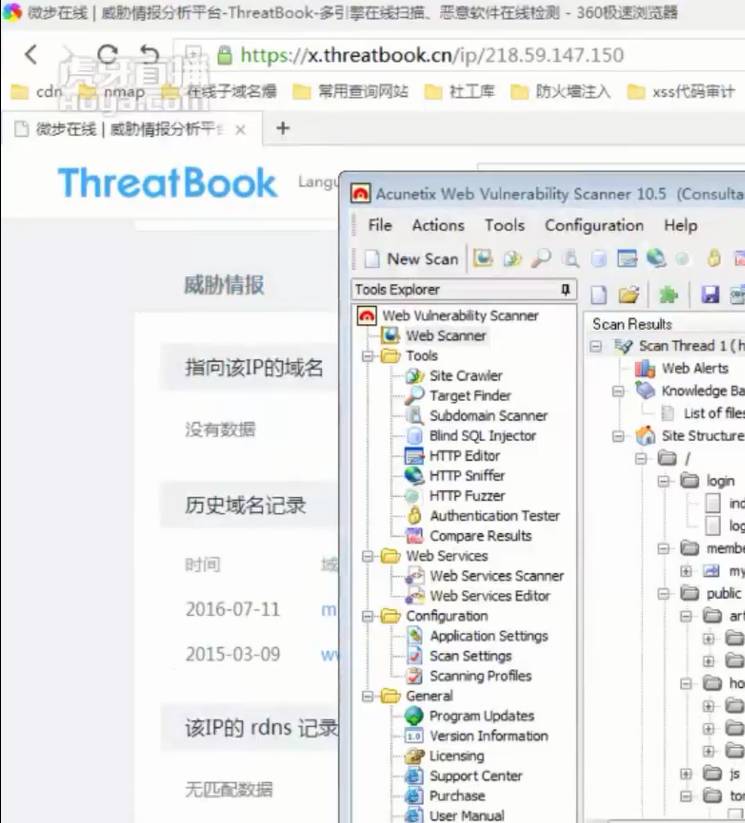 微步在线 | 威胁情报分析平台-ThreatBook-多引擎在线扫描、恶意软件在线检测 - 360极速浏览器
https://x.threatbook.cn/ip/218.59.147.150
虎牙直播
Huya.com
cdn nmap 在线子域名爆 常用查询网站 社工库 防火墙注入 xss代码审计
微步在线 | 威胁情报分析平台
ThreatBook Langu
威胁情报
指向该IP的域名
没有数据
历史域名记录
时间 域
2016-07-11 m
2015-03-09 w
该IP的 rdns 记录
无匹配数据
Acunetix Web Vulnerability Scanner 10.5 (Consulta
File Actions Tools Configuration Help
New Scan
Tools Explorer
Web Vulnerability Scanner
Web Scanner
Tools
Site Crawler
Target Finder
Subdomain Scanner
Blind SQL Injector
HTTP Editor
HTTP Sniffer
HTTP Fuzzer
Authentication Tester
Compare Results
Web Services
Web Services Scanner
Web Services Editor
Configuration
Application Settings
Scan Settings
Scanning Profiles
General
Program Updates
Version Information
Licensing
Support Center
Purchase
User Manual
Scan Results
Scan Thread 1 ( h
Web Alerts
Knowledge Ba
List of files
Site Structure
/
login
ind
log
membe
my
public
art
ho
js
too